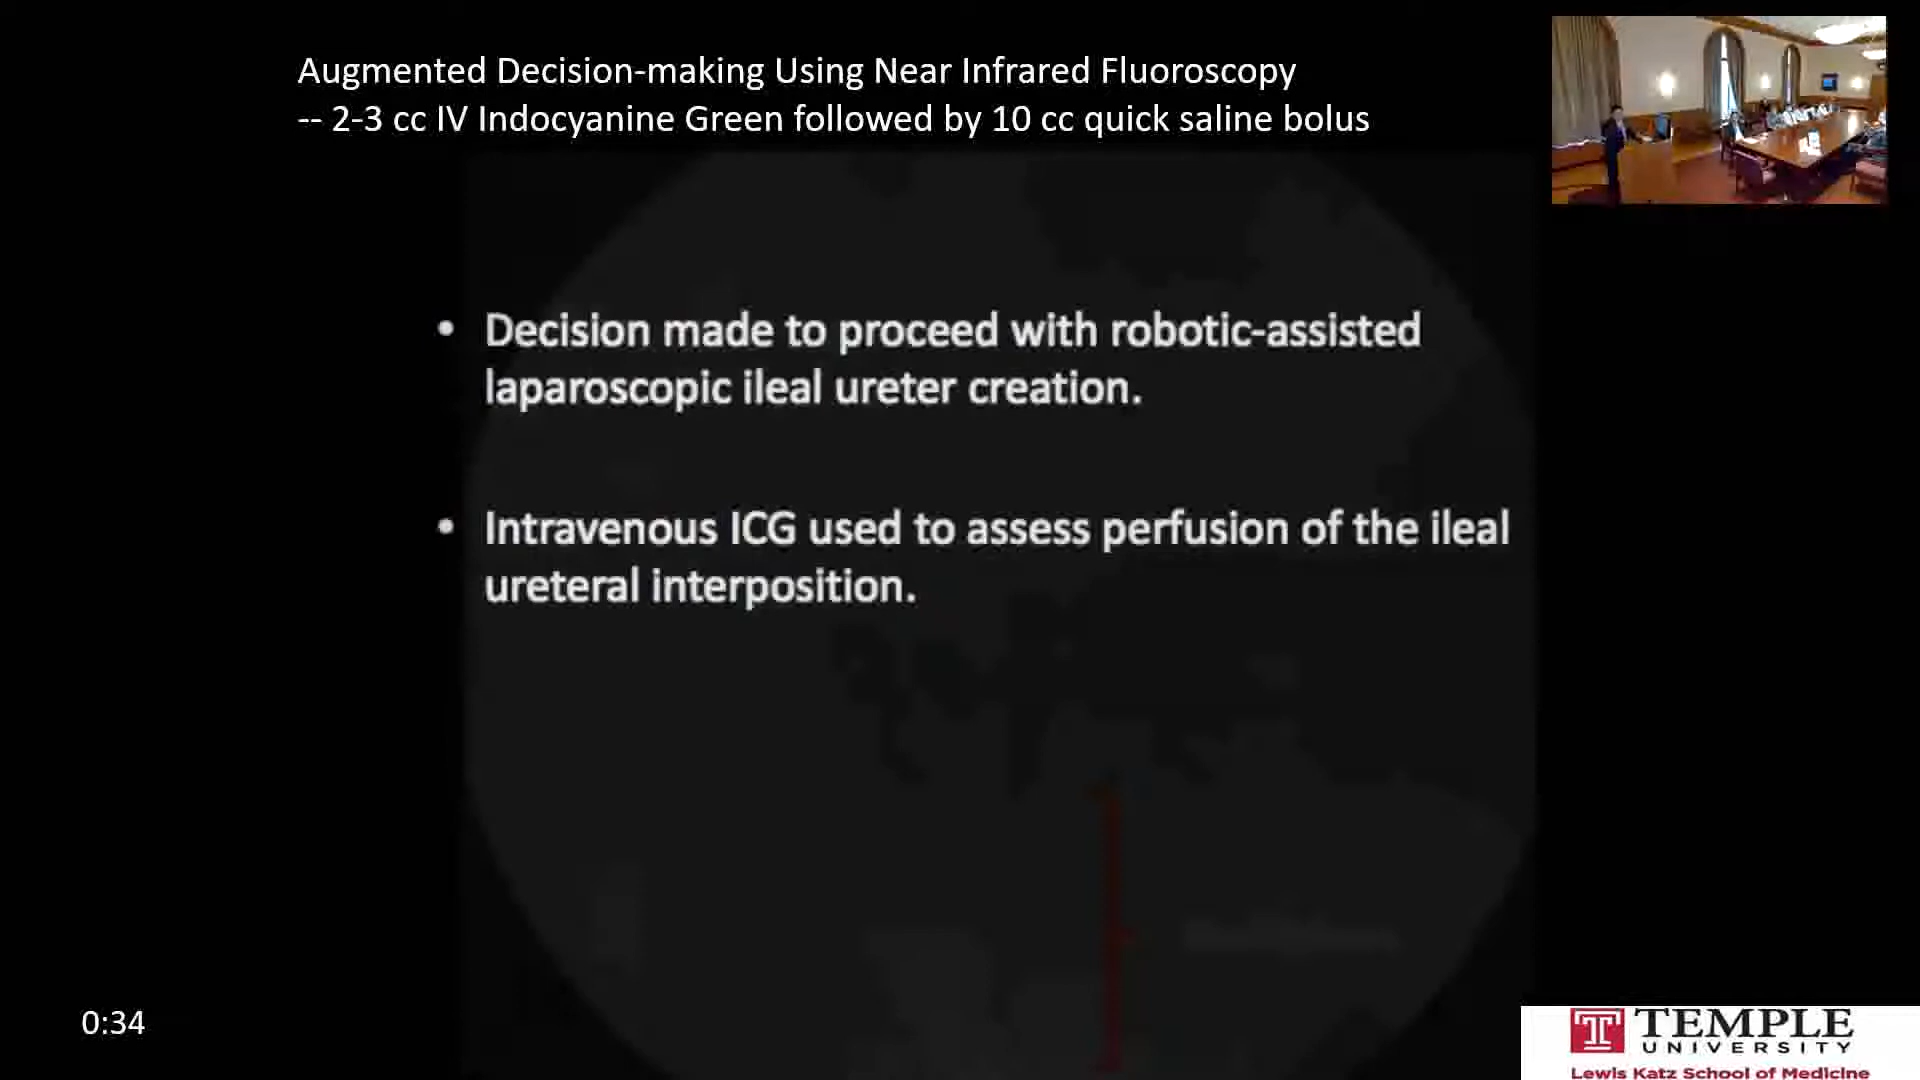 Augmented Decision-making Using Near Infrared Fluoroscopy
-- 2-3 cc IV Indocyanine Green followed by 10 cc quick saline bolus
• Decision made to proceed with robotic-assisted
laparoscopic ileal ureter creation.
• Intravenous ICG used to assess perfusion of the ileal
ureteral interposition.
0:34
TEMPLE
UNIVERSITY
Lewis Katz School of Medicine